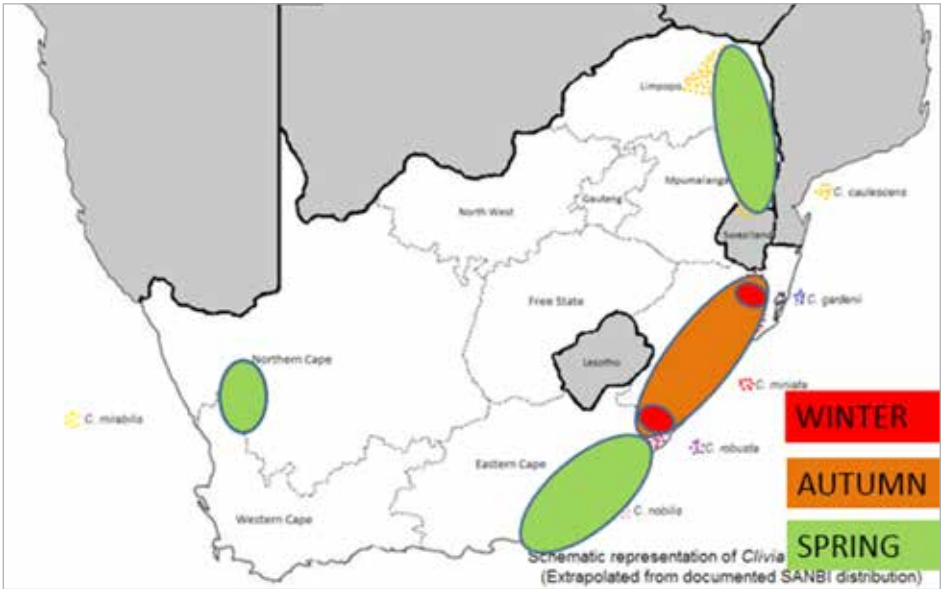 Limpopo
Mpumalanga
C. caulescens
North West
Gauteng
Swaziland
Free State
C. gardenii
Northern Cape
Lesotho
C. miniata
C. mirabilis
WINTER
C. robusta
Eastern Cape
AUTUMN
C. nobilis
Western Cape
SPRING
Schematic representation of Clivia
(Extrapolated from documented SANBI distribution)